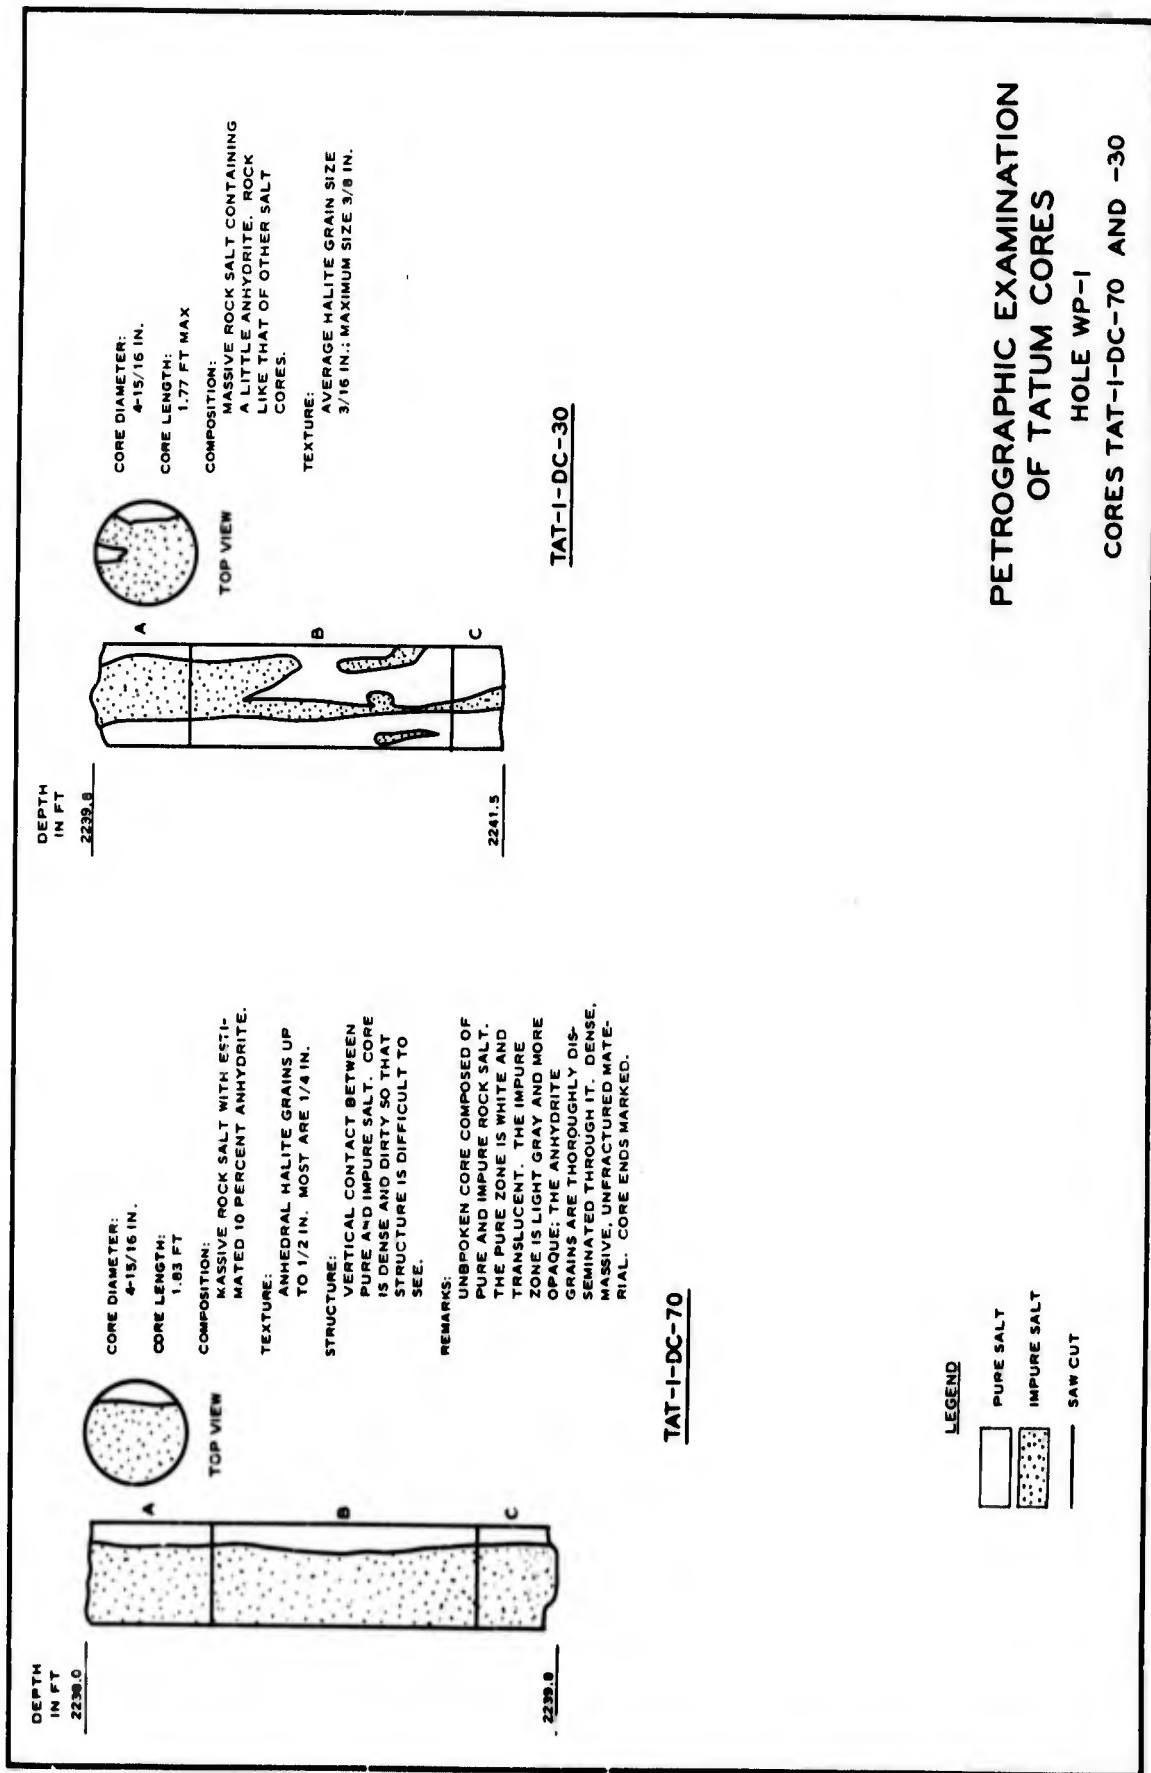 DEPTH
IN FT
2238.0
2239.8
A
B
C
TOP VIEW
CORE DIAMETER:
4-15/16 IN.
CORE LENGTH:
1.83 FT
COMPOSITION:
MASSIVE ROCK SALT WITH ESTI-
MATED 10 PERCENT ANHYDRITE.
TEXTURE:
ANHEDRAL HALITE GRAINS UP
TO 1/2 IN. MOST ARE 1/4 IN.
STRUCTURE:
VERTICAL CONTACT BETWEEN
PURE AND IMPURE SALT. CORE
IS DENSE AND DIRTY SO THAT
STRUCTURE IS DIFFICULT TO
SEE.
REMARKS:
UNBROKEN CORE COMPOSED OF
PURE AND IMPURE ROCK SALT.
THE PURE ZONE IS WHITE AND
TRANSLUCENT. THE IMPURE
ZONE IS LIGHT GRAY AND MORE
OPAQUE; THE ANHYDRITE
GRAINS ARE THOROUGHLY DIS-
SEMINATED THROUGH IT. DENSE,
MASSIVE, UNFRACTURED MATE-
RIAL. CORE ENDS MARKED.
TAT-1-DC-70
DEPTH
IN FT
2239.8
2241.5
A
B
C
TOP VIEW
CORE DIAMETER:
4-15/16 IN.
CORE LENGTH:
1.77 FT MAX
COMPOSITION:
MASSIVE ROCK SALT CONTAINING
A LITTLE ANHYDRITE. ROCK
LIKE THAT OF OTHER SALT
CORES.
TEXTURE:
AVERAGE HALITE GRAIN SIZE
3/16 IN.; MAXIMUM SIZE 3/8 IN.
TAT-1-DC-30
LEGEND
PURE SALT
IMPURE SALT
SAW CUT
PETROGRAPHIC EXAMINATION
OF TATUM CORES
HOLE WP-1
CORES TAT-1-DC-70 AND -30